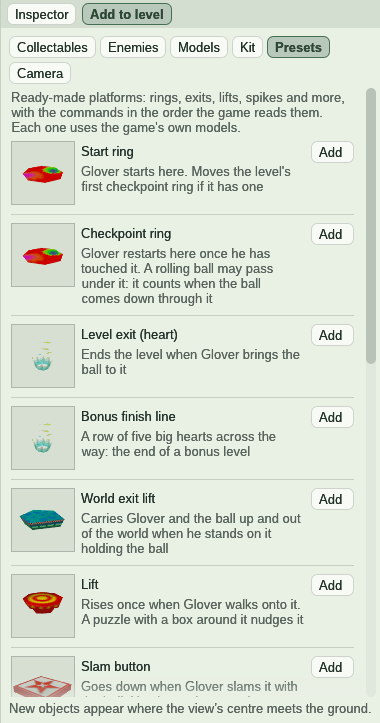 Inspector
Add to level
Collectables
Enemies
Models
Kit
Presets
Camera
Ready-made platforms: rings, exits, lifts, spikes and more,
with the commands in the order the game reads them.
Each one uses the game's own models.
Start ring
Add
Glover starts here. Moves the level's
first checkpoint ring if it has one
Checkpoint ring
Add
Glover restarts here once he has
touched it. A rolling ball may pass
under it: it counts when the ball
comes down through it
Level exit (heart)
Add
Ends the level when Glover brings the
ball to it
Bonus finish line
Add
A row of five big hearts across the
way: the end of a bonus level
World exit lift
Add
Carries Glover and the ball up and out
of the world when he stands on it
holding the ball
Lift
Add
Rises once when Glover walks onto it.
A puzzle with a box around it nudges it
Slam button
Add
Goes down when Glover slams it with
New objects appear where the view's centre meets the ground.